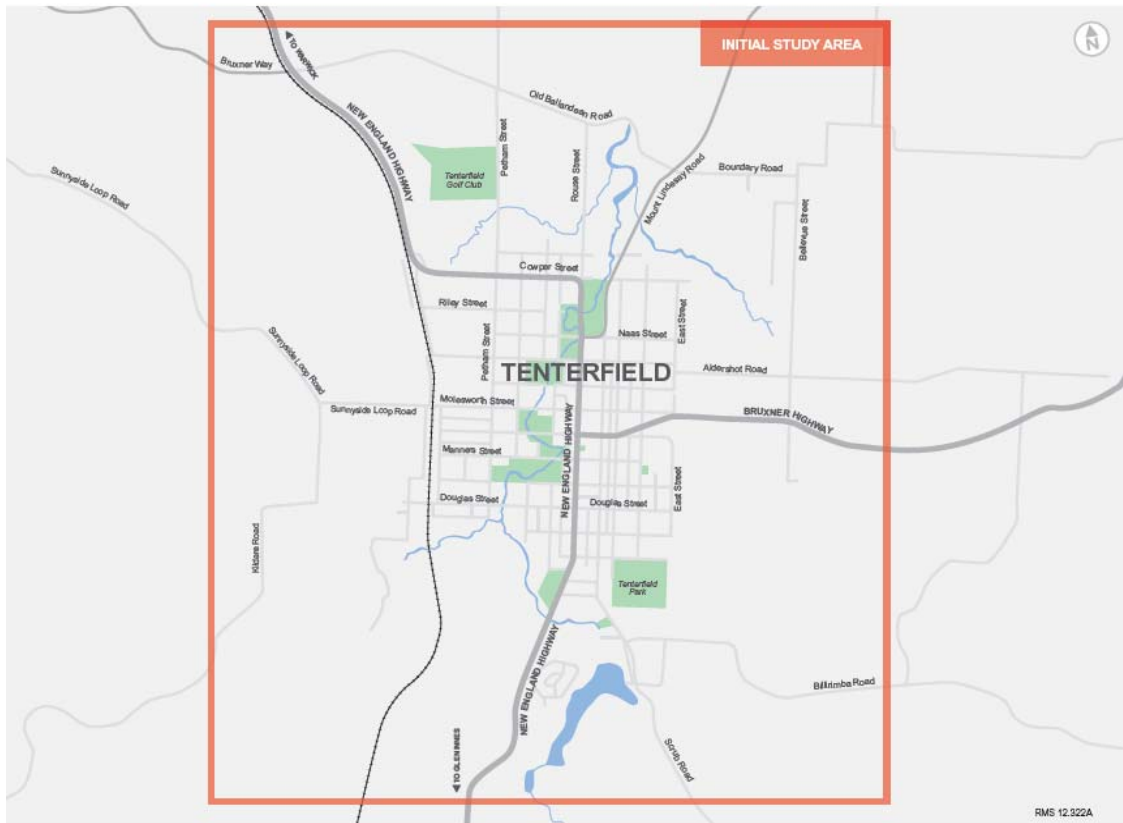 INITIAL STUDY AREA
N
TO WARWICK
Bruxner Way
NEW ENGLAND HIGHWAY
Old Ballandean Road
Pelham Street
Rouse Street
Tenterfield
Golf Club
Mount Lindesay Road
Boundary Road
Sunnyside Loop Road
Bellevue Street
Cowper Street
Riley Street
Naas Street
East Street
Sunnyside Loop Road
Pelham Street
TENTERFIELD
Aldershot Road
Molesworth Street
Sunnyside Loop Road
BRUXNER HIGHWAY
NEW ENGLAND HIGHWAY
Manners Street
Douglas Street
Douglas Street
East Street
Kildare Road
Tenterfield
Park
NEW ENGLAND HIGHWAY
Billirimba Road
TO GLEN INNES
Scrub Road
RMS 12.322A